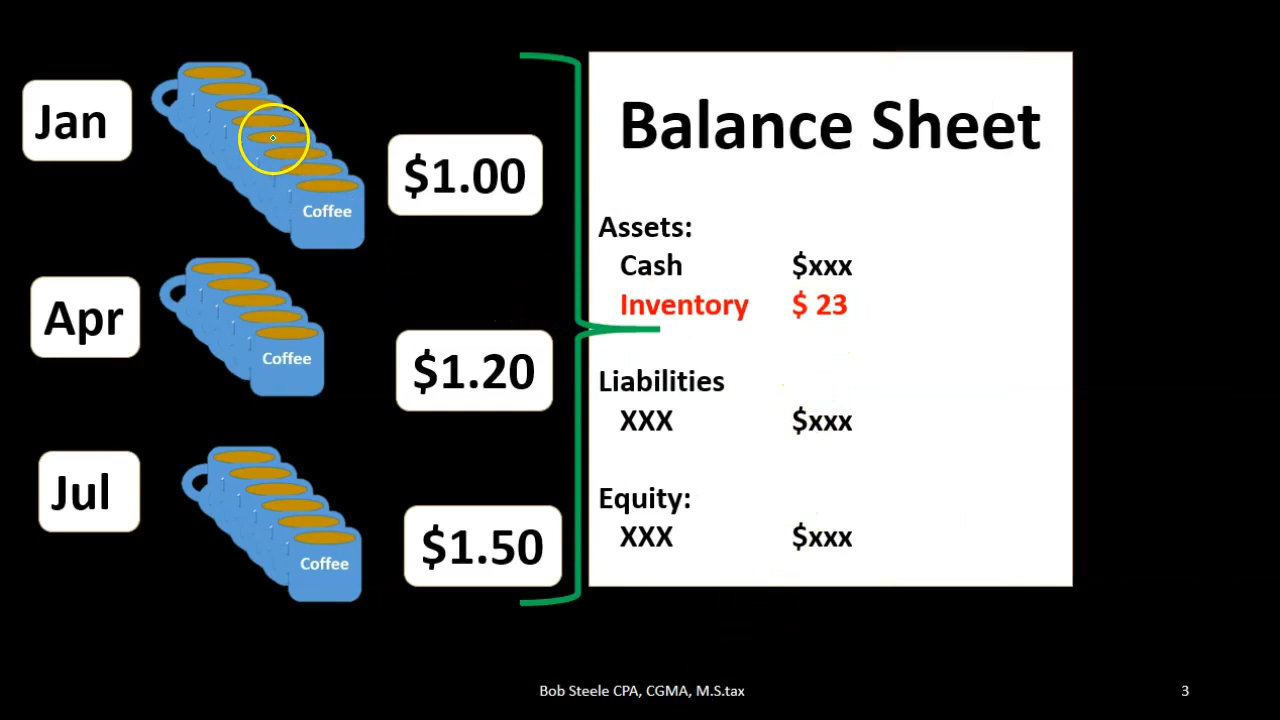 Jan
Coffee
$1.00
Apr
Coffee
$1.20
Jul
Coffee
$1.50
Balance Sheet
Assets:
Cash $xxx
Inventory $ 23
Liabilities
XXX $xxx
Equity:
XXX $xxx
Bob Steele CPA, CGMA, M.S.tax
3